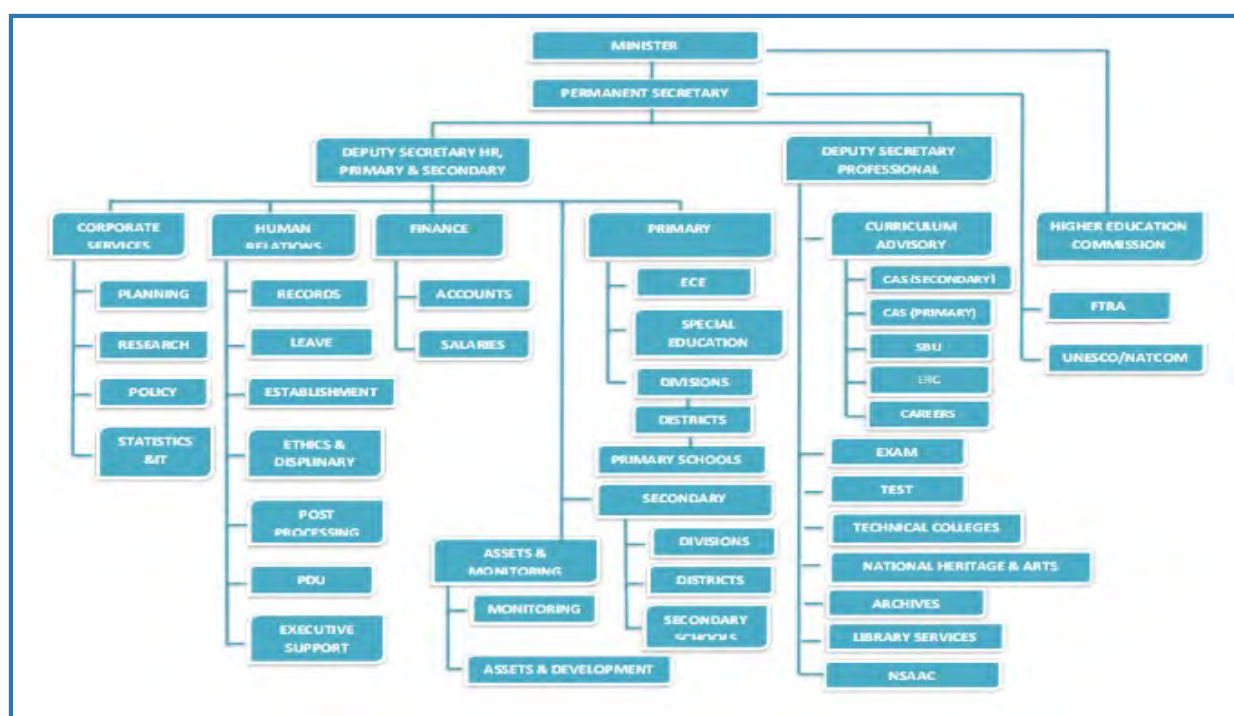 MINISTER
PERMANENT SECRETARY
DEPUTY SECRETARY HR,
PRIMARY & SECONDARY
DEPUTY SECRETARY
PROFESSIONAL
CORPORATE
SERVICES
PLANNING
RESEARCH
POLICY
STATISTICS
&IT
HUMAN
RELATIONS
RECORDS
LEAVE
ESTABLISHMENT
ETHICS &
DISPLINARY
POST
PROCESSING
PDU
EXECUTIVE
SUPPORT
FINANCE
ACCOUNTS
SALARIES
ASSETS &
MONITORING
MONITORING
ASSETS & DEVELOPMENT
PRIMARY
ECE
SPECIAL
EDUCATION
DIVISIONS
DISTRICTS
PRIMARY SCHOOLS
SECONDARY
DIVISIONS
DISTRICTS
SECONDARY
SCHOOLS
CURRICULUM
ADVISORY
CAS (SECONDARY)
CAS (PRIMARY)
SBU
ERC
CAREERS
EXAM
TEST
TECHNICAL COLLEGES
NATIONAL HERITAGE & ARTS
ARCHIVES
LIBRARY SERVICES
NSAAC
HIGHER EDUCATION
COMMISSION
FTRA
UNESCO/NATCOM